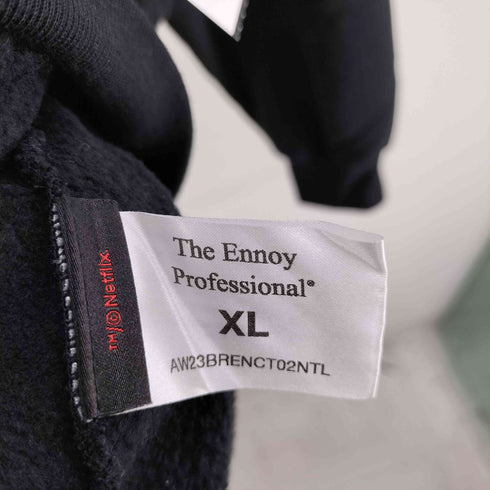 The Ennoy
Professional®
XL
AW23BRENCT02NTL
TM/© Netflix